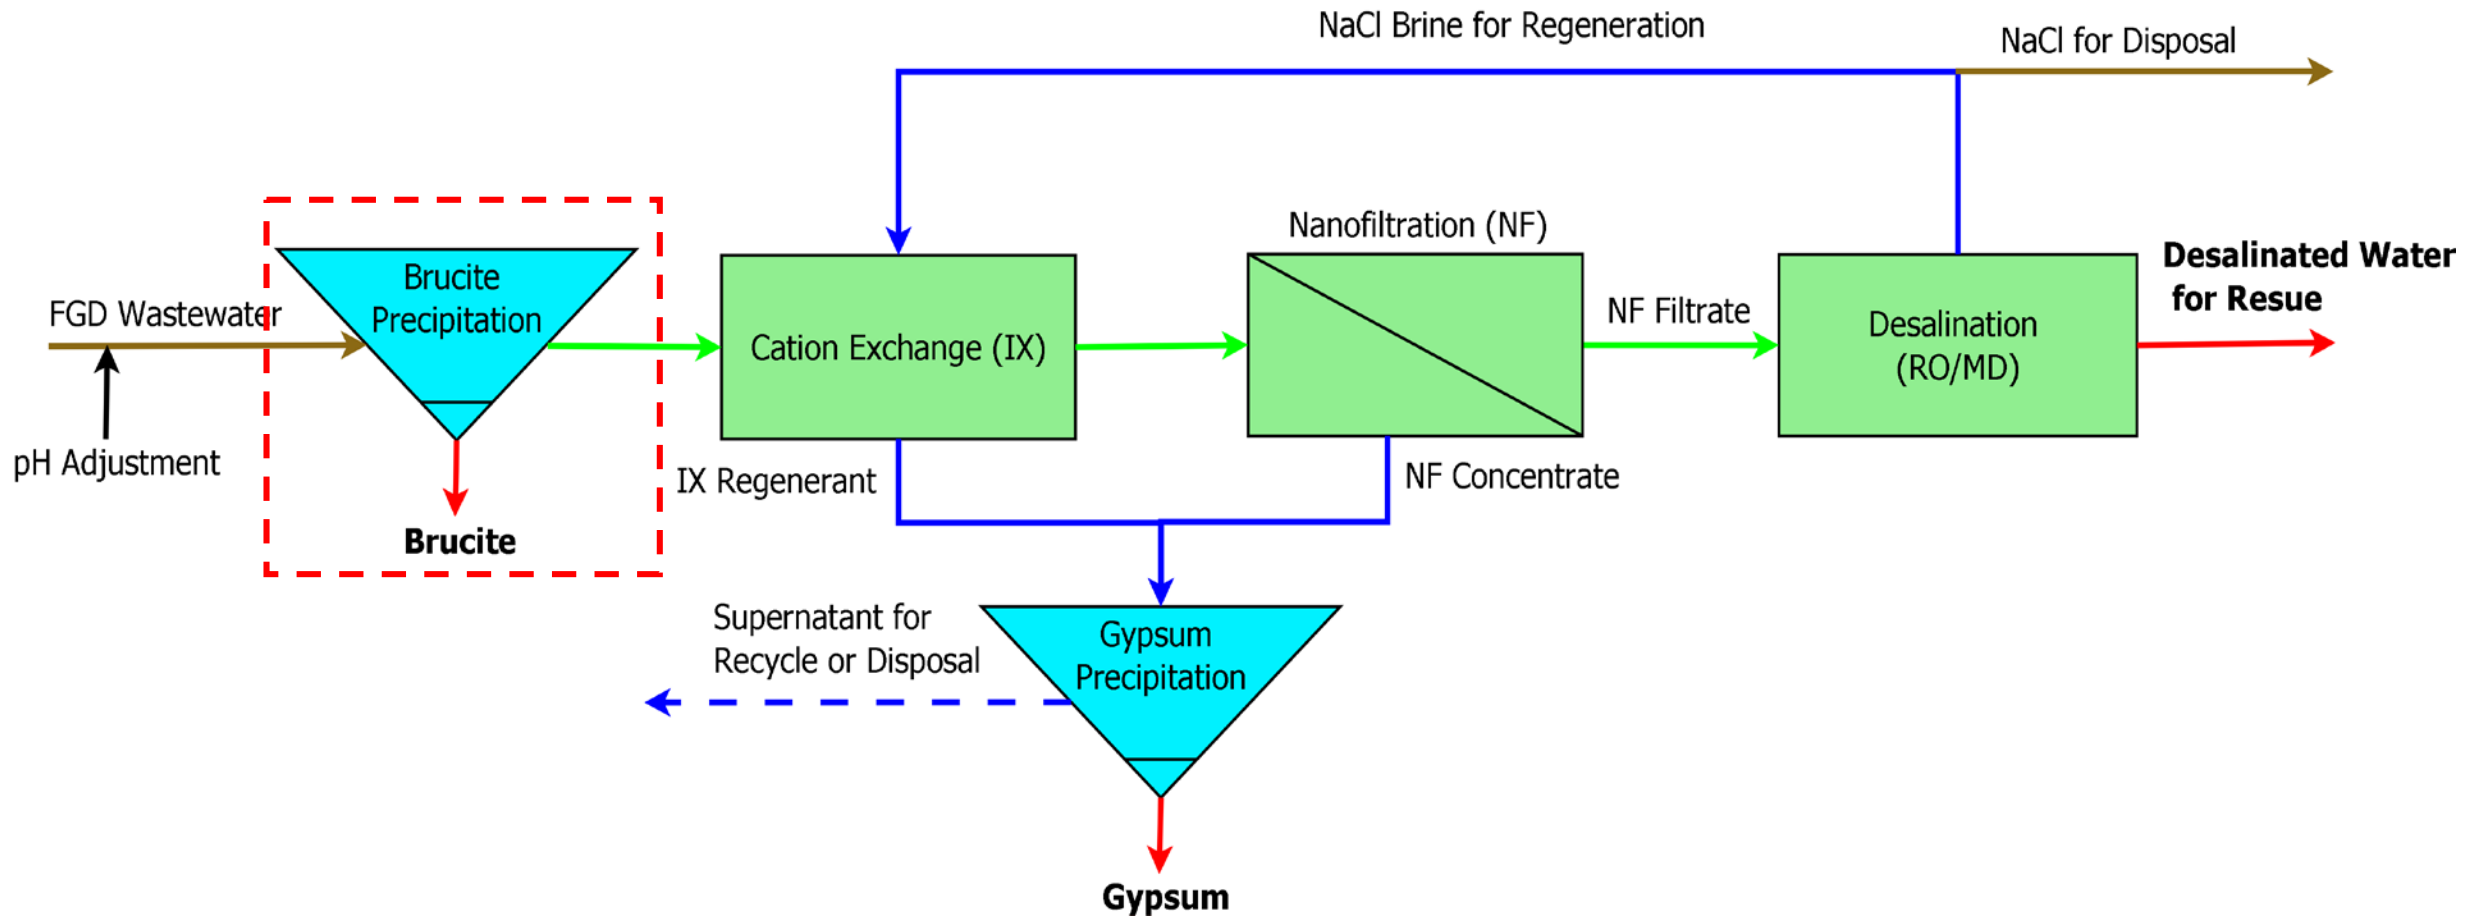 NaCl Brine for Regeneration
NaCl for Disposal
FGD Wastewater
pH Adjustment
Brucite
Precipitation
Brucite
Cation Exchange (IX)
IX Regenerant
Nanofiltration (NF)
NF Concentrate
NF Filtrate
Desalination
(RO/MD)
Desalinated Water
for Resue
Supernatant for
Recycle or Disposal
Gypsum
Precipitation
Gypsum